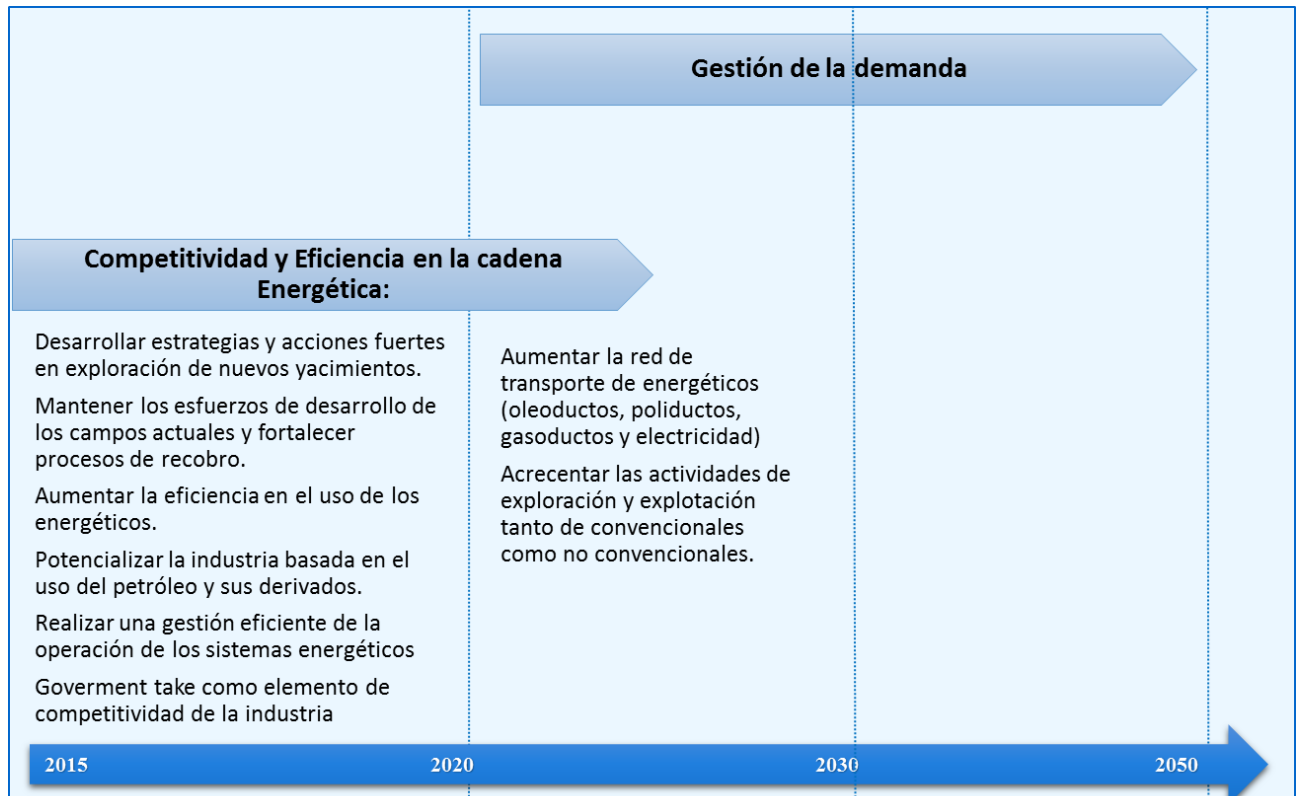 Gestión de la demanda
Competitividad y Eficiencia en la cadena
Energética:
Desarrollar estrategias y acciones fuertes
en exploración de nuevos yacimientos.
Mantener los esfuerzos de desarrollo de
los campos actuales y fortalecer
procesos de recobro.
Aumentar la eficiencia en el uso de los
energéticos.
Potencializar la industria basada en el
uso del petróleo y sus derivados.
Realizar una gestión eficiente de la
operación de los sistemas energéticos
Goverment take como elemento de
competitividad de la industria
Aumentar la red de
transporte de energéticos
(oleoductos, poliductos,
gasoductos y electricidad)
Acrecentar las actividades de
exploración y explotación
tanto de convencionales
como no convencionales.
2015 2020 2030 2050